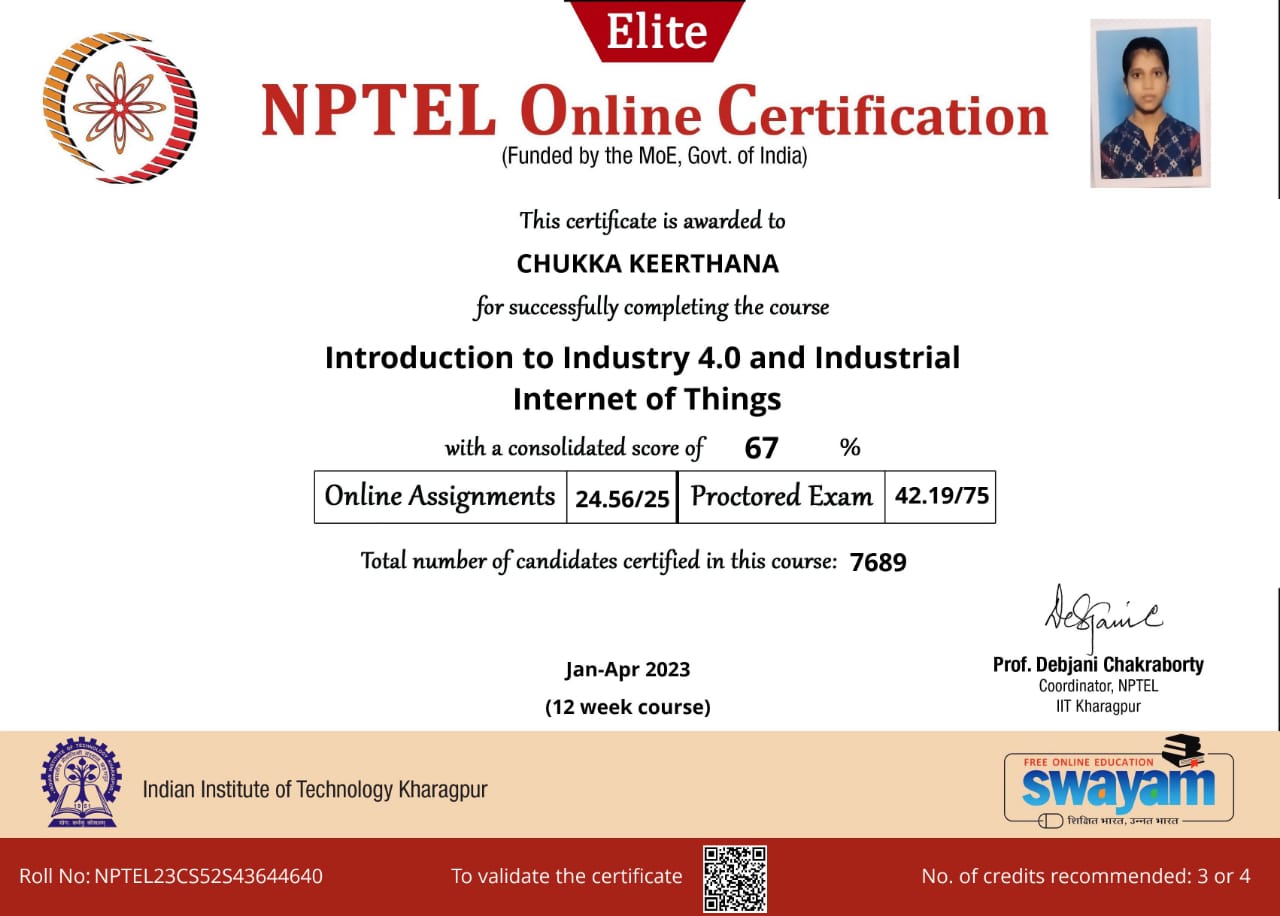 Elite
NPTEL Online Certification
(Funded by the MoE, Govt. of India)
This certificate is awarded to
CHUKKA KEERTHANA
for successfully completing the course
Introduction to Industry 4.0 and Industrial
Internet of Things
with a consolidated score of 67 %
Online Assignments 24.56/25 Proctored Exam 42.19/75
Total number of candidates certified in this course: 7689
Jan-Apr 2023
(12 week course)
Prof. Debjani Chakraborty
Coordinator, NPTEL
IIT Kharagpur
Indian Institute of Technology Kharagpur
FREE ONLINE EDUCATION
swayam
शिक्षित भारत, उन्नत भारत
Roll No: NPTEL23CS52S43644640
To validate the certificate
No. of credits recommended: 3 or 4